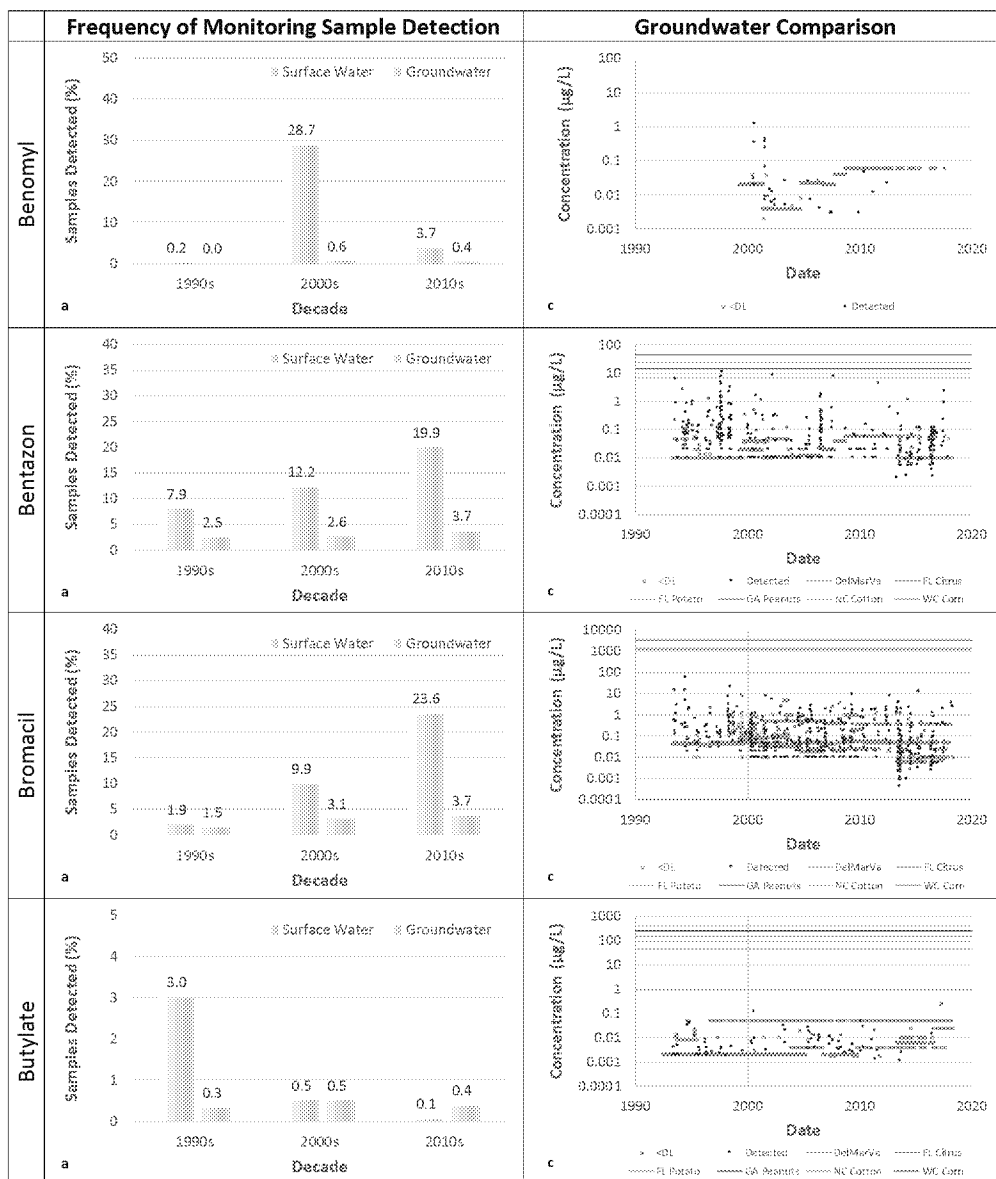 Frequency of Monitoring Sample Detection
Groundwater Comparison
Benomyl
Samples Detected (%)
50
40
30
20
10
0
Surface Water Groundwater
0.2 0.0
28.7
0.6
3.7
0.4
1990s 2000s 2010s
Decade
a
Concentration (µg/L)
100
10
1
0.1
0.01
0.001
1990 2000 2010 2020
Date
<DL Detected
c
Bentazon
Samples Detected (%)
40
35
30
25
20
15
10
5
0
Surface Water Groundwater
7.9
2.5
12.2
2.6
19.9
3.7
1990s 2000s 2010s
Decade
a
Concentration (µg/L)
100
10
1
0.1
0.01
0.001
0.0001
1990 2000 2010 2020
Date
<DL Detected DelMarVa FL Citrus
FL Potato GA Peanuts NC Cotton WC Corn
c
Bromacil
Samples Detected (%)
40
35
30
25
20
15
10
5
0
Surface Water Groundwater
1.9
1.5
9.9
3.1
23.6
3.7
1990s 2000s 2010s
Decade
a
Concentration (µg/L)
10000
1000
100
10
1
0.1
0.01
0.001
0.0001
1990 2000 2010 2020
Date
<DL Detected DelMarVa FL Citrus
FL Potato GA Peanuts NC Cotton WC Corn
c
Butylate
Samples Detected (%)
5
4
3
2
1
0
Surface Water Groundwater
3.0
0.3
0.5 0.5
0.1
0.4
1990s 2000s 2010s
Decade
a
Concentration (µg/L)
1000
100
10
1
0.1
0.01
0.001
0.0001
1990 2000 2010 2020
Date
<DL Detected DelMarVa FL Citrus
FL Potato GA Peanuts NC Cotton WC Corn
c